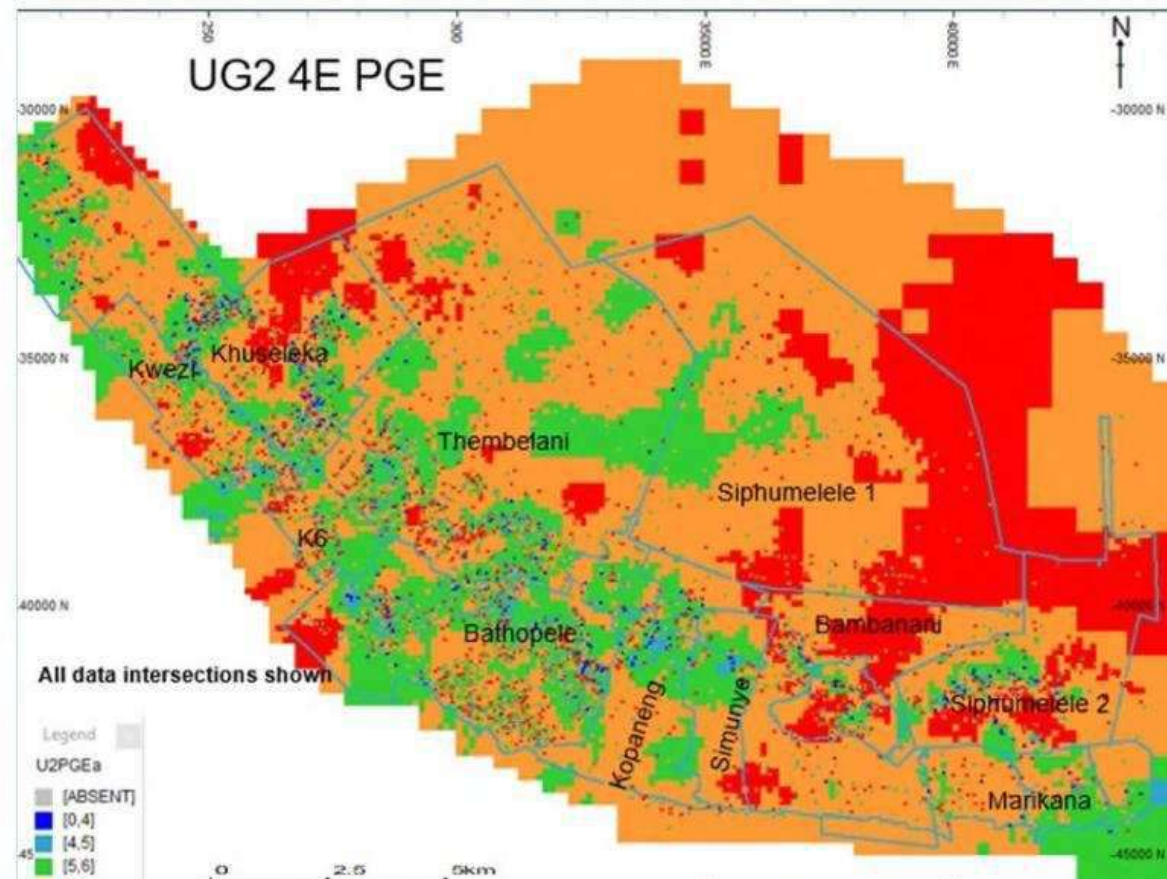 250
300
35000 E
40000 E
N
UG2 4E PGE
-30000 N
-30000 N
-35000 N
-35000 N
Kwezi
Khuseleka
Thembelani
Siphumelele 1
K6
-40000 N
-40000 N
Bathopele
Bambanani
All data intersections shown
Kopaneng
Simunye
Siphumelele 2
Marikana
Legend
U2PGEa
[ABSENT]
[0,4]
[4,5]
[5,6]
-45
-45000 N
0 2.5 5km